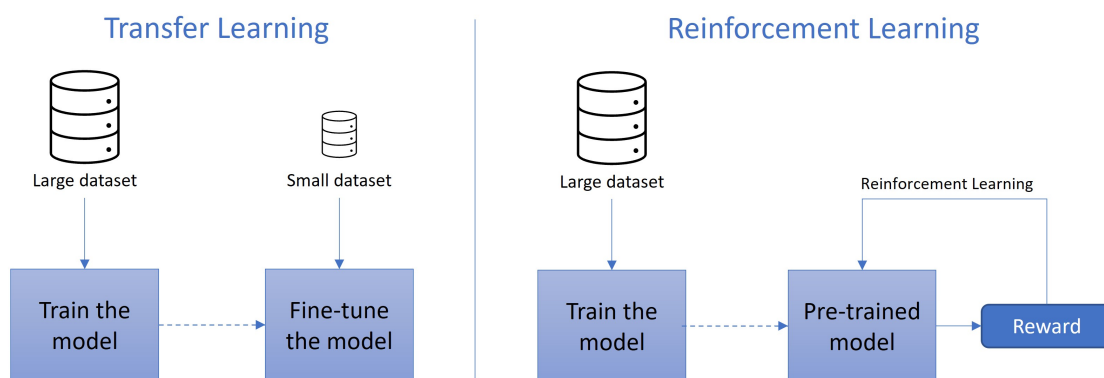 Transfer Learning
Large dataset
Small dataset
Train the
model
Fine-tune
the model
Reinforcement Learning
Large dataset
Reinforcement Learning
Train the
model
Pre-trained
model
Reward